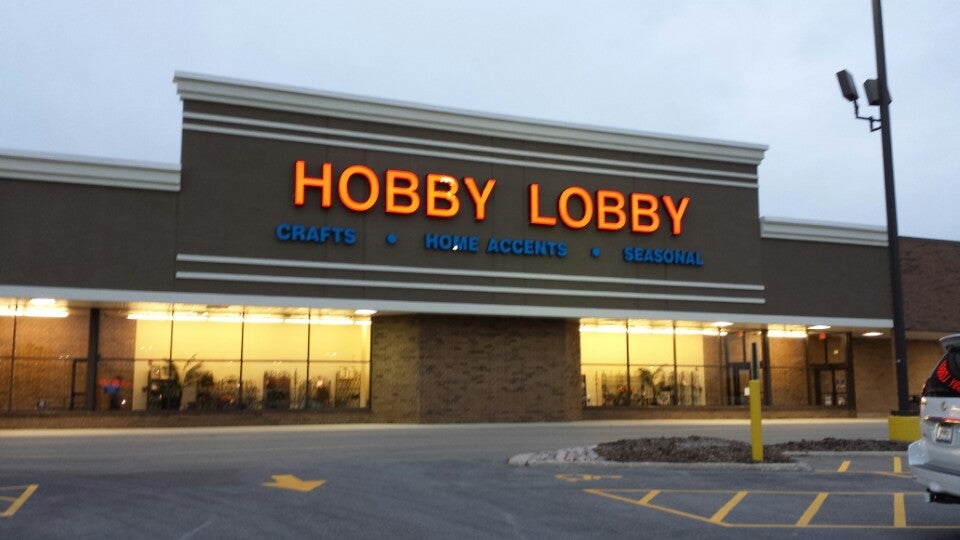 HOBBY LOBBY
CRAFTS • HOME ACCENTS • SEASONAL